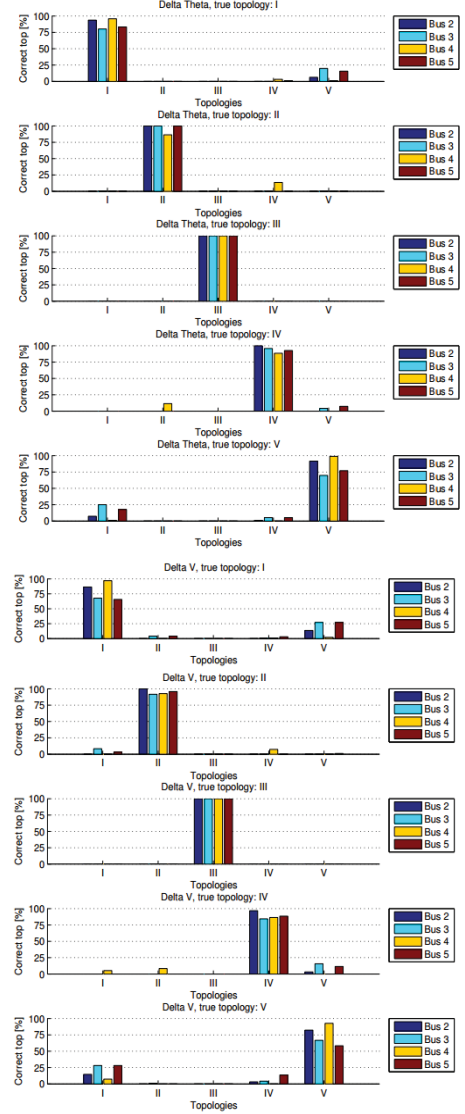 Delta Theta, true topology: I
Correct top [%]
100
75
50
25
0
I II III IV V
Topologies
Bus 2
Bus 3
Bus 4
Bus 5
Delta Theta, true topology: II
Correct top [%]
100
75
50
25
0
I II III IV V
Topologies
Bus 2
Bus 3
Bus 4
Bus 5
Delta Theta, true topology: III
Correct top [%]
100
75
50
25
0
I II III IV V
Topologies
Bus 2
Bus 3
Bus 4
Bus 5
Delta Theta, true topology: IV
Correct top [%]
100
75
50
25
0
I II III IV V
Topologies
Bus 2
Bus 3
Bus 4
Bus 5
Delta Theta, true topology: V
Correct top [%]
100
75
50
25
0
I II III IV V
Topologies
Bus 2
Bus 3
Bus 4
Bus 5
Delta V, true topology: I
Correct top [%]
100
75
50
25
0
I II III IV V
Topologies
Bus 2
Bus 3
Bus 4
Bus 5
Delta V, true topology: II
Correct top [%]
100
75
50
25
0
I II III IV V
Topologies
Bus 2
Bus 3
Bus 4
Bus 5
Delta V, true topology: III
Correct top [%]
100
75
50
25
0
I II III IV V
Topologies
Bus 2
Bus 3
Bus 4
Bus 5
Delta V, true topology: IV
Correct top [%]
100
75
50
25
0
I II III IV V
Topologies
Bus 2
Bus 3
Bus 4
Bus 5
Delta V, true topology: V
Correct top [%]
100
75
50
25
0
I II III IV V
Topologies
Bus 2
Bus 3
Bus 4
Bus 5